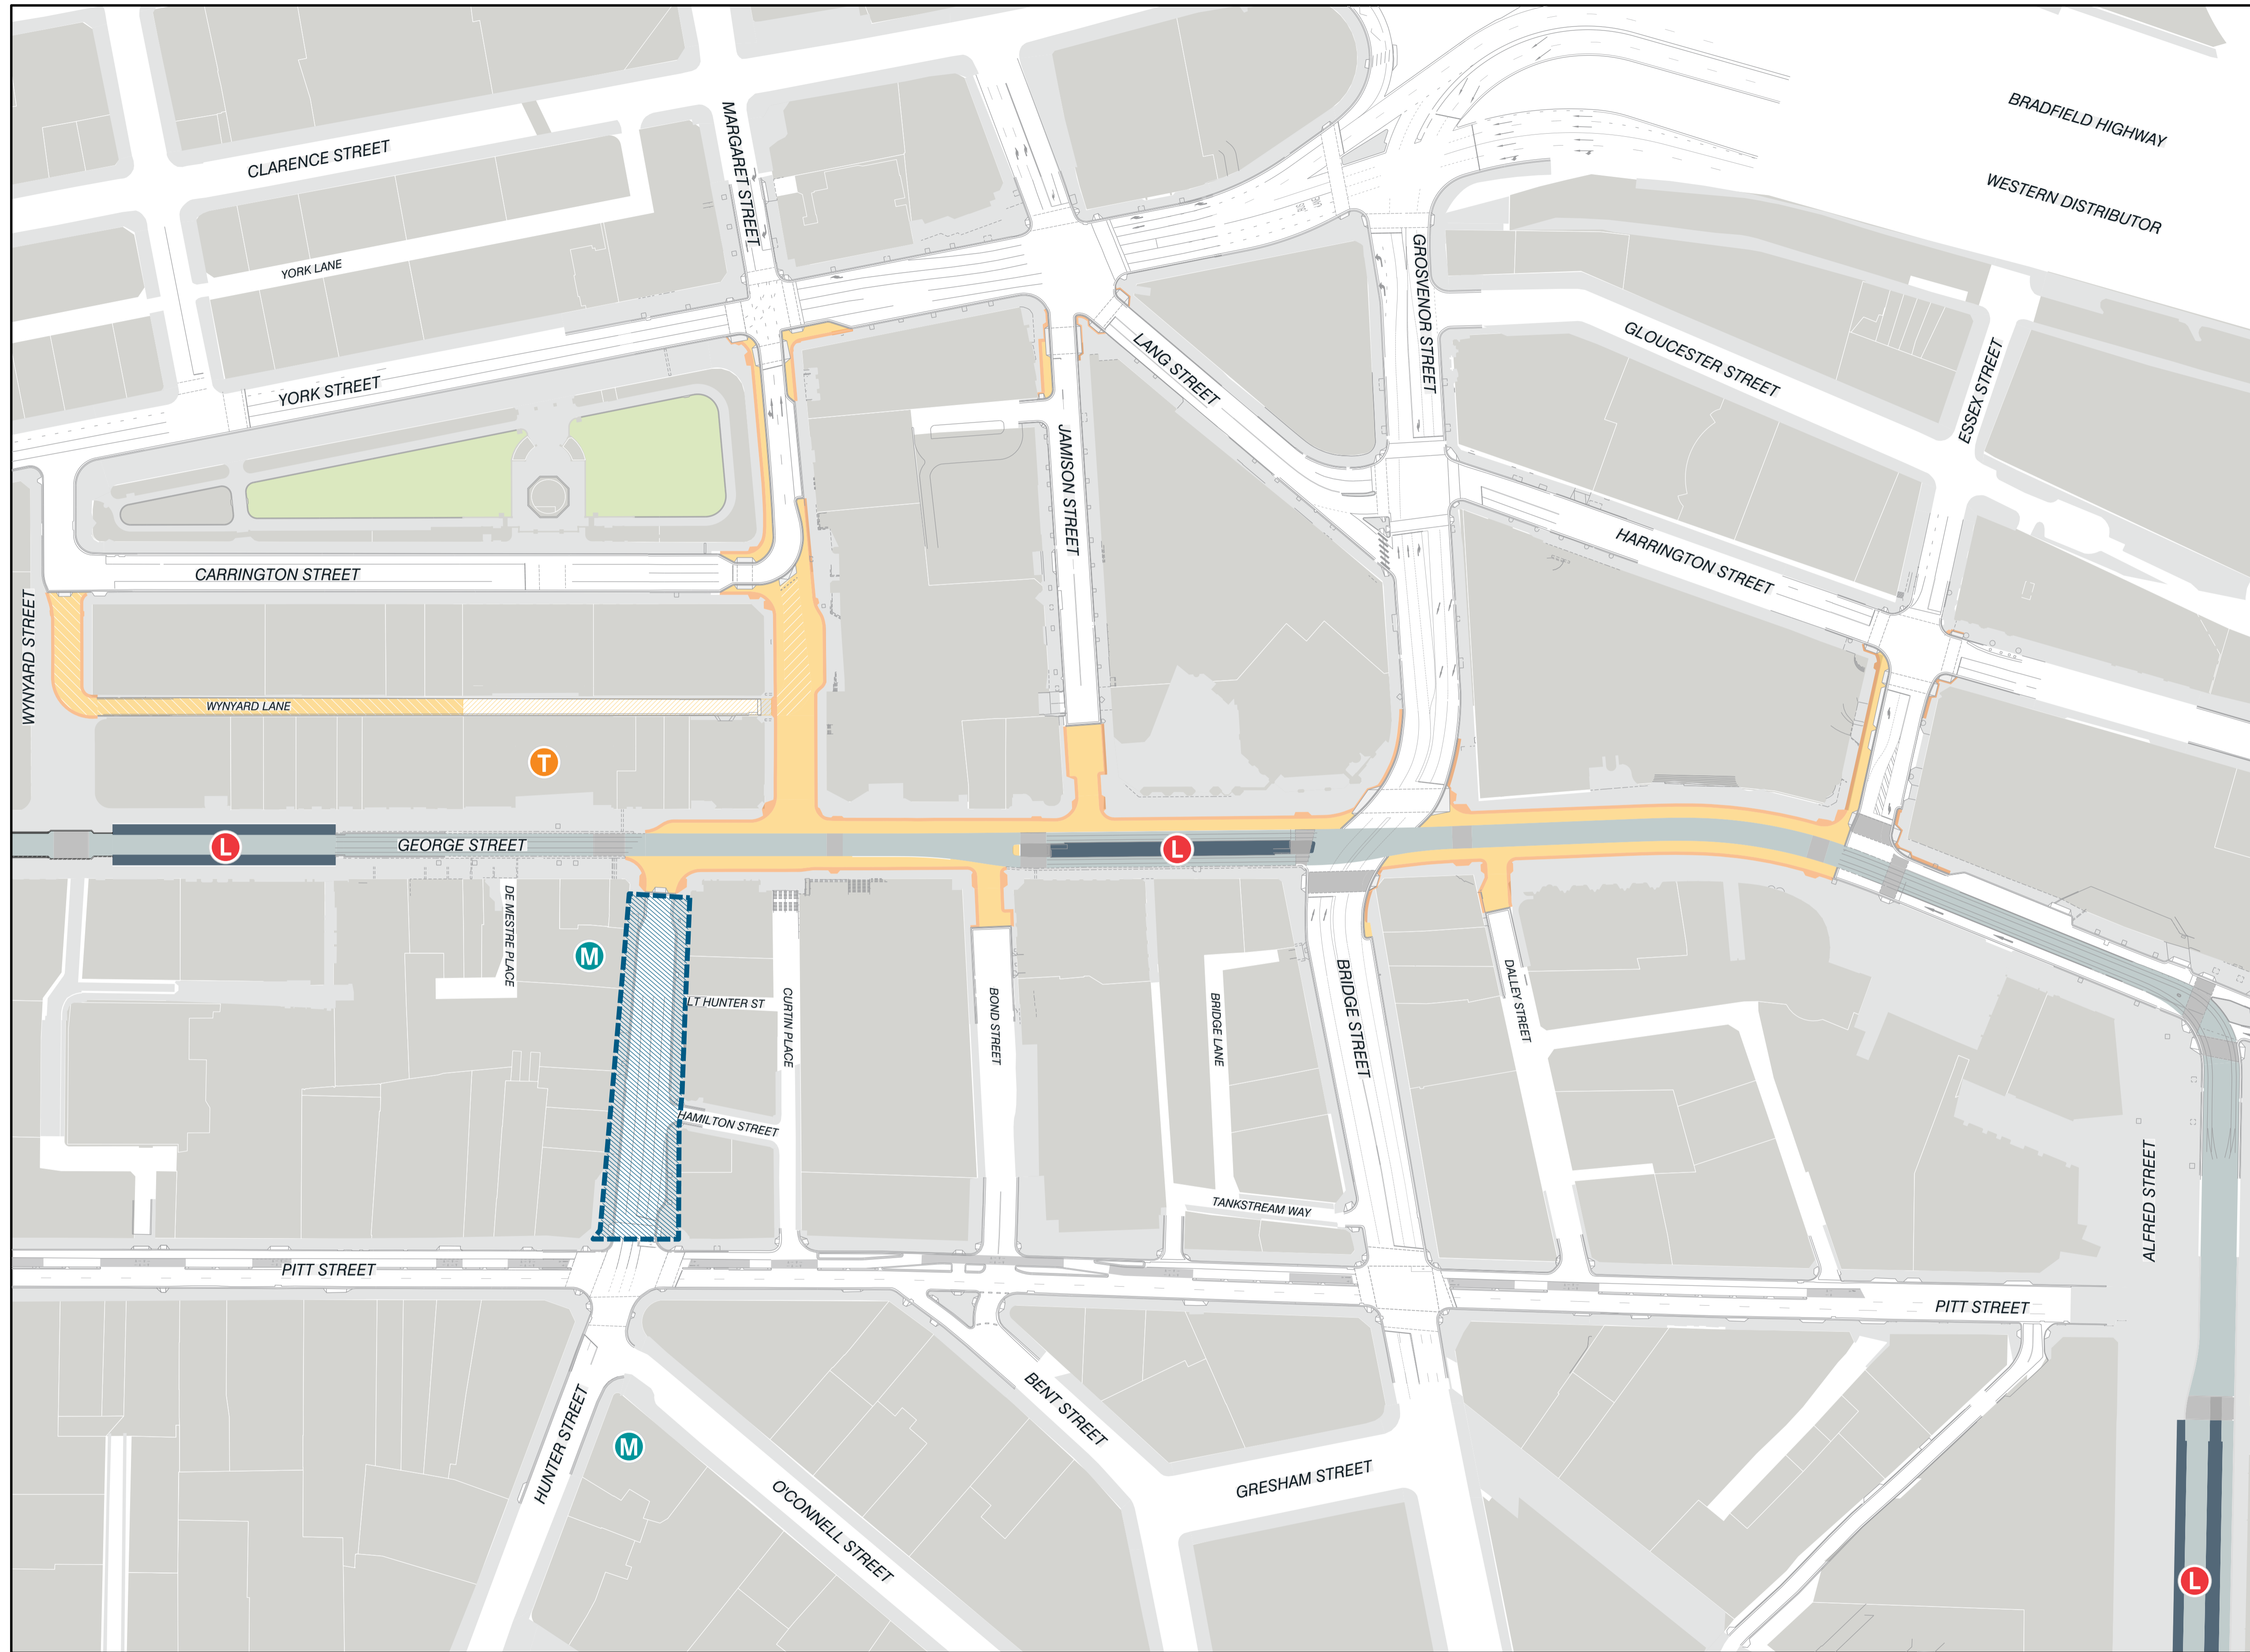 BRADFIELD HIGHWAY
WESTERN DISTRIBUTOR
CLARENCE STREET
MARGARET STREET
YORK LANE
YORK STREET
GROSVENOR STREET
LANG STREET
GLOUCESTER STREET
ESSEX STREET
JAMISON STREET
CARRINGTON STREET
HARRINGTON STREET
WYNYARD STREET
WYNYARD LANE
T
L
GEORGE STREET
L
DE MESTRE PLACE
M
LT HUNTER ST
CURTIN PLACE
BOND STREET
BRIDGE LANE
BRIDGE STREET
DALLEY STREET
HAMILTON STREET
TANKSTREAM WAY
ALFRED STREET
PITT STREET
PITT STREET
HUNTER STREET
M
BENT STREET
O'CONNELL STREET
GRESHAM STREET
L